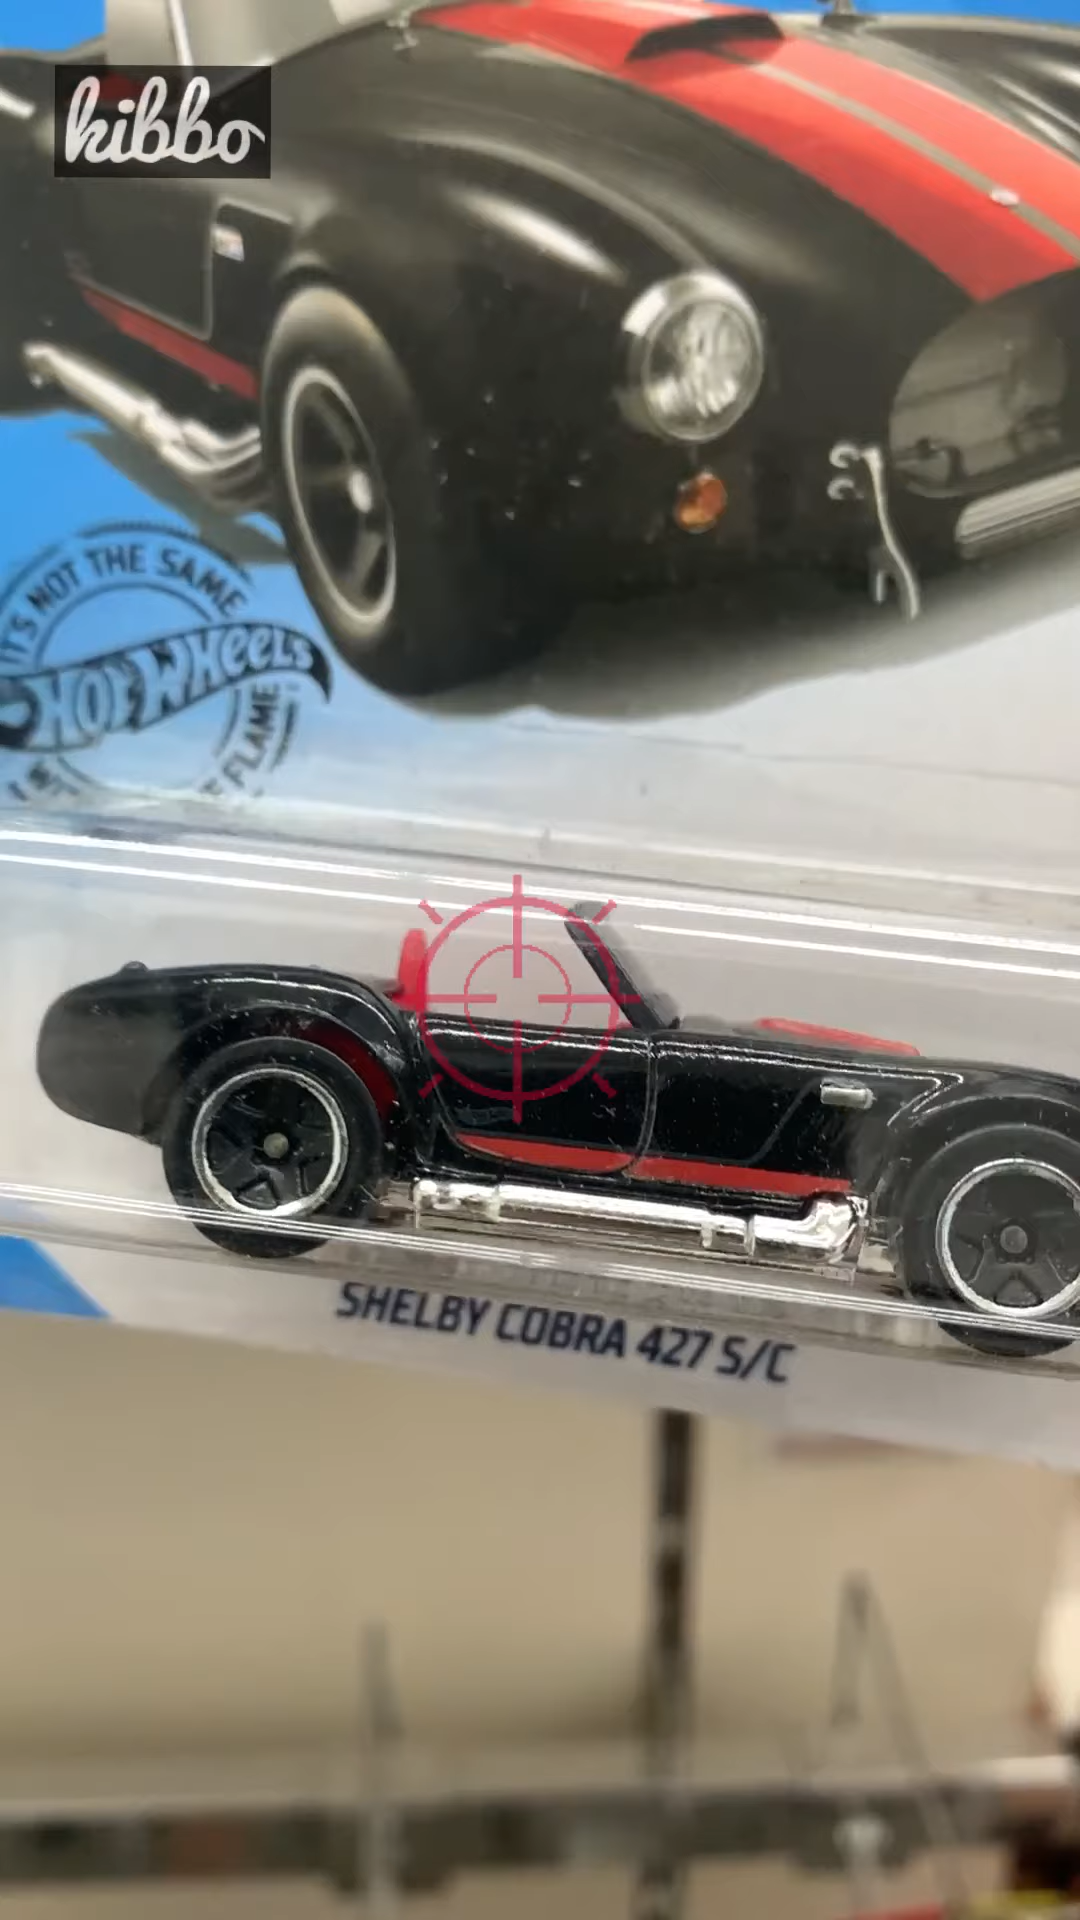 kibbo
IT'S NOT THE SAME
HOT WHEELS
FLAME
SHELBY COBRA 427 S/C